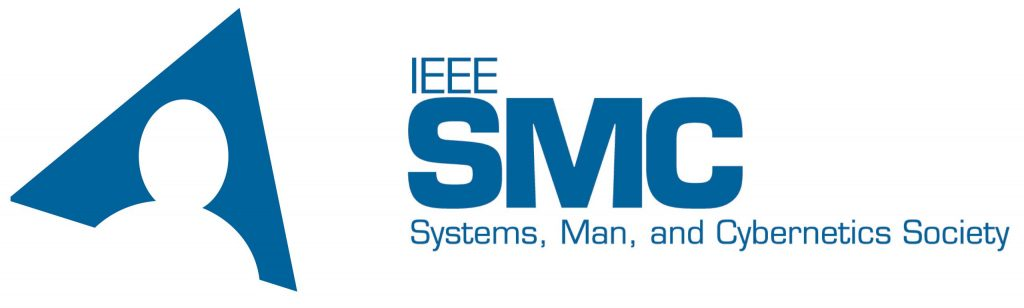 IEEE
SMC
Systems, Man, and Cybernetics Society